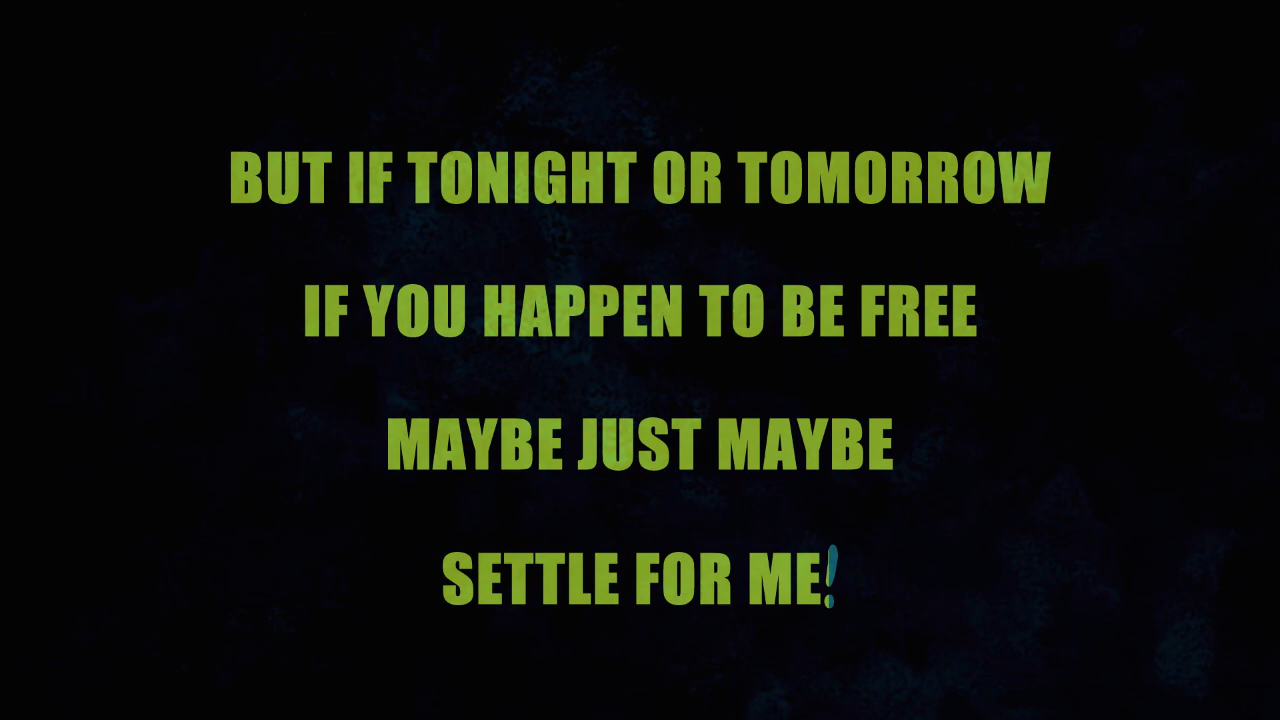 BUT IF TONIGHT OR TOMORROW
IF YOU HAPPEN TO BE FREE
MAYBE JUST MAYBE
SETTLE FOR ME!